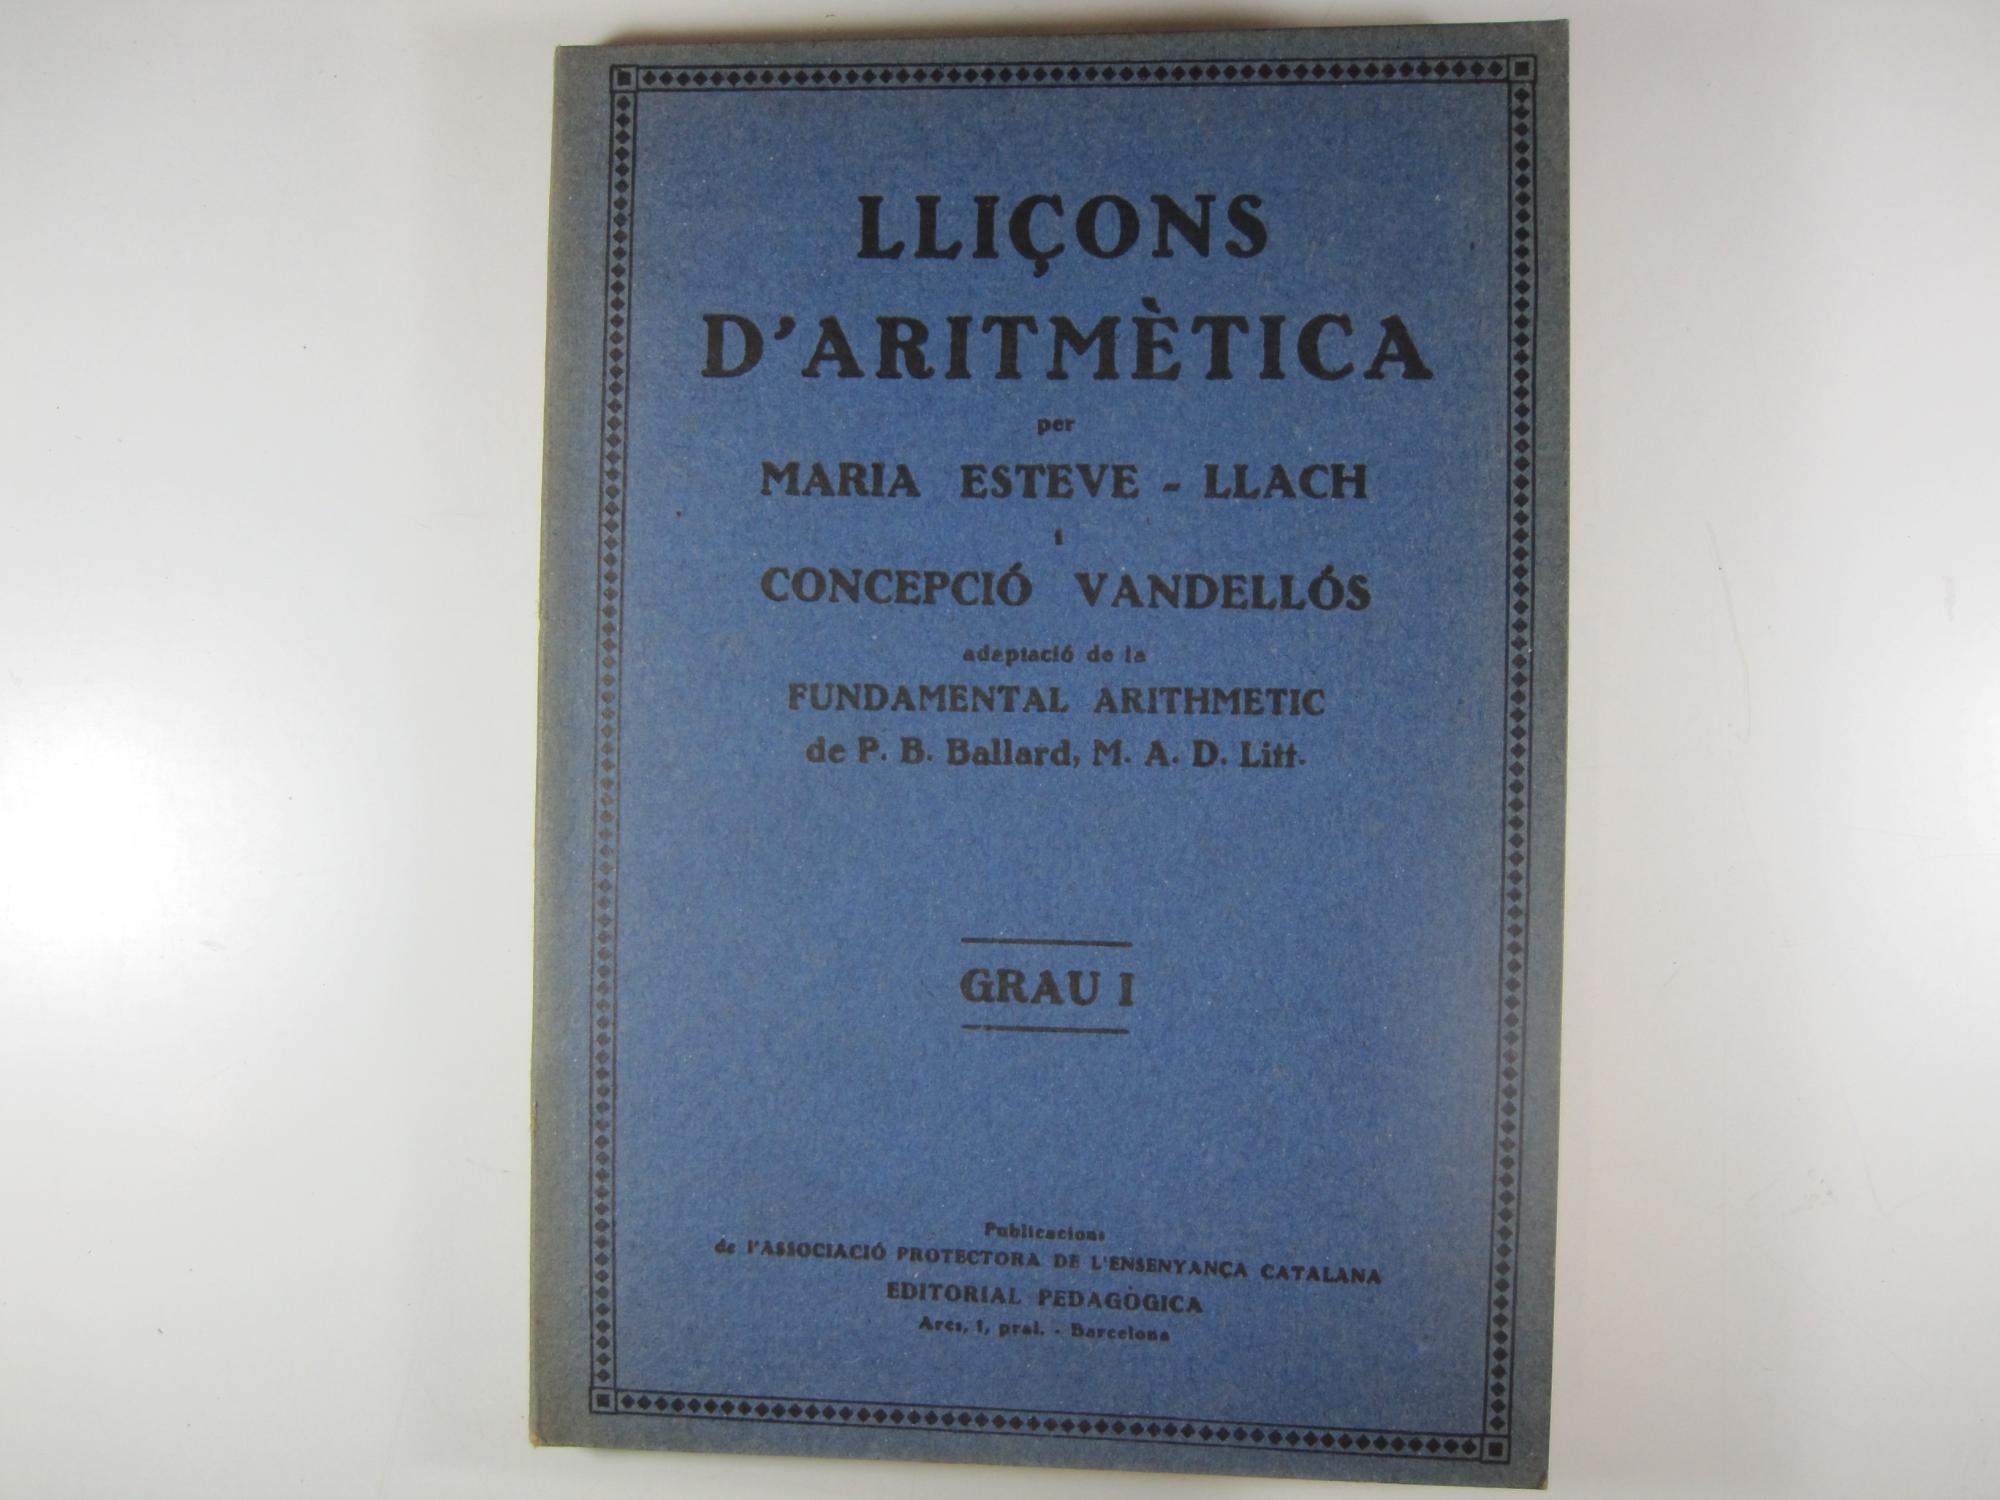 LLIÇONS
D'ARITMÈTICA
per
MARIA ESTEVE - LLACH
i
CONCEPCIÓ VANDELLÓS
adaptació de la
FUNDAMENTAL ARITHMETIC
de P. B. Ballard, M. A. D. Litt.
GRAU I
Publicacions
de l'ASSOCIACIÓ PROTECTORA DE L'ENSENYANÇA CATALANA
EDITORIAL PEDAGÒGICA
Arcs, 1, pral. - Barcelona